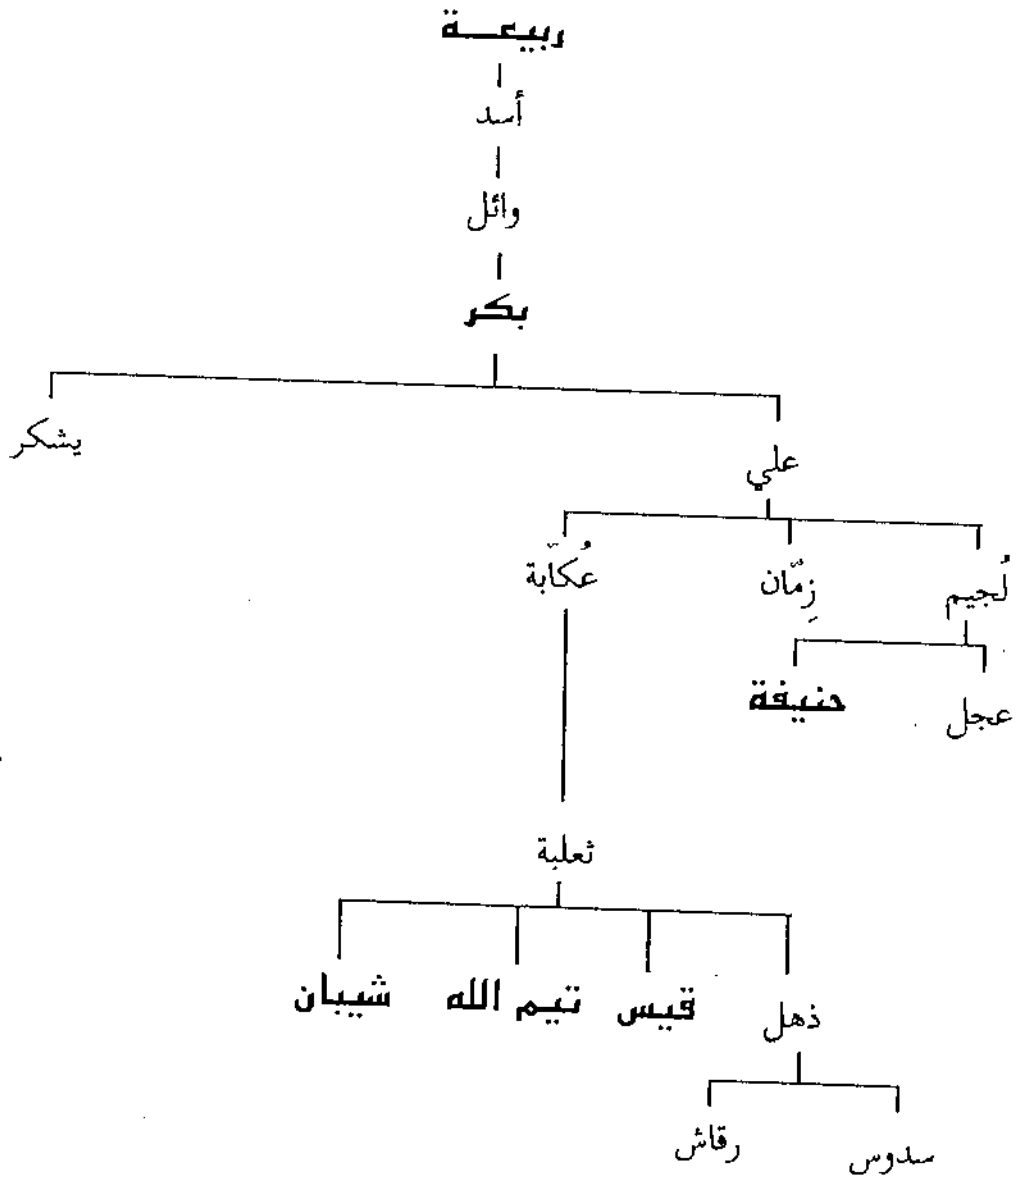 ربيعة
أسد
وائل
بكر
علي
يشكر
لُجيم
زِمّان
عُكابة
عجل
حنيفة
ثعلبة
ذهل
قيس
تيم الله
شيبان
سدوس
رقاش